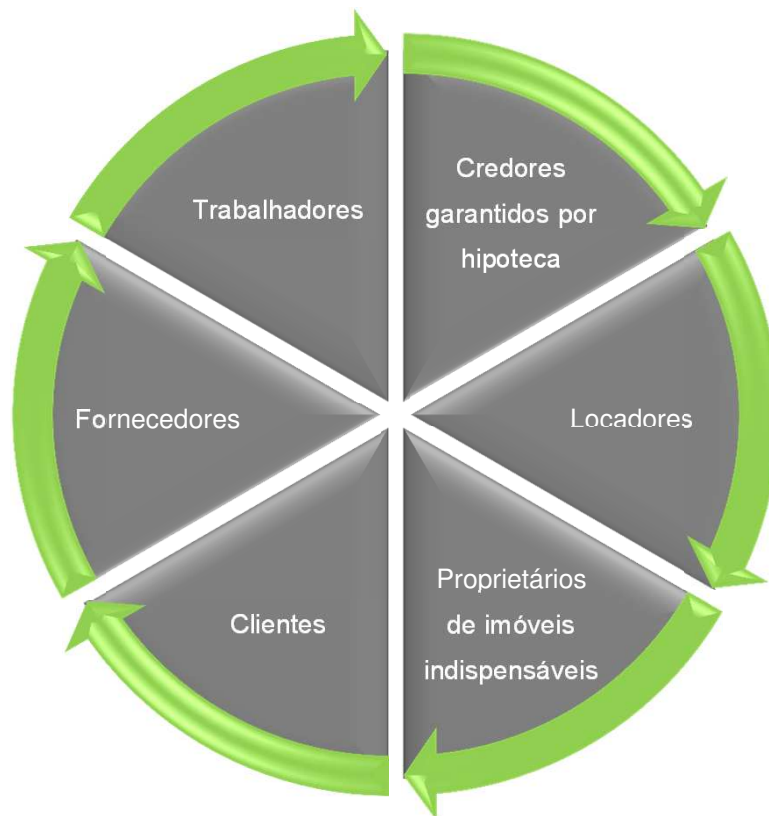 Credores
garantidos por
hipoteca
Locadores
Proprietários
de imóveis
indispensáveis
Clientes
Fornecedores
Trabalhadores